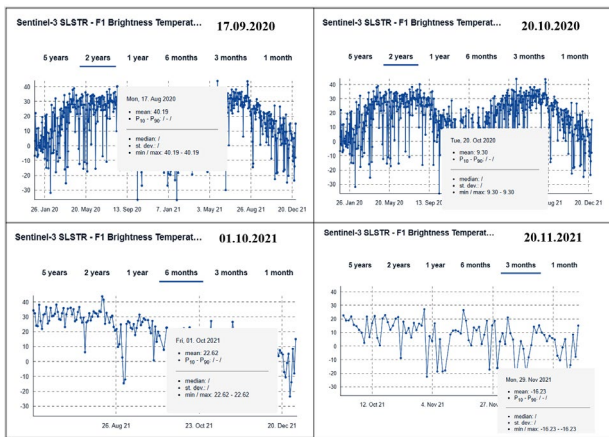 Sentinel-3 SLSTR - F1 Brightness Temperat...
17.09.2020
5 years 2 years 1 year 6 months 3 months 1 month
40
30
20
10
0
-10
-20
-30
Mon, 17. Aug 2020
• mean: 40.19
• P10 - P90: / - /
• median: /
• st. dev.: /
• min / max: 40.19 - 40.19
26. Jan 20 20. May 20 13. Sep 20 7. Jan 21 3. May 21 26. Aug 21 20. Dec 21
Sentinel-3 SLSTR - F1 Brightness Temperat...
20.10.2020
5 years 2 years 1 year 6 months 3 months 1 month
40
30
20
10
0
-10
-20
-30
Tue, 20. Oct 2020
• mean: 9.30
• P10 - P90: / - /
• median: /
• st. dev.: /
• min / max: 9.30 - 9.30
26. Jan 20 20. May 20 13. Se ug 21 20. Dec 21
Sentinel-3 SLSTR - F1 Brightness Temperat...
01.10.2021
5 years 2 years 1 year 6 months 3 months 1 month
40
30
20
10
0
-10
-20
-30
Fri, 01. Oct 2021
• mean: 22.62
• P10 - P90: / - /
• median: /
• st. dev.: /
• min / max: 22.62 - 22.62
26. Aug 21 23. Oct 21 20. Dec 21
Sentinel-3 SLSTR - F1 Brightness Temperat...
20.11.2021
5 years 2 years 1 year 6 months 3 months 1 month
40
30
20
10
0
-10
-20
-30
Mon, 29. Nov 2021
• mean: -16.23
• P10 - P90: / - /
• median: /
• st. dev.: /
• min / max: -16.23 - -16.23
12. Oct 21 4. Nov 21 27. Nov